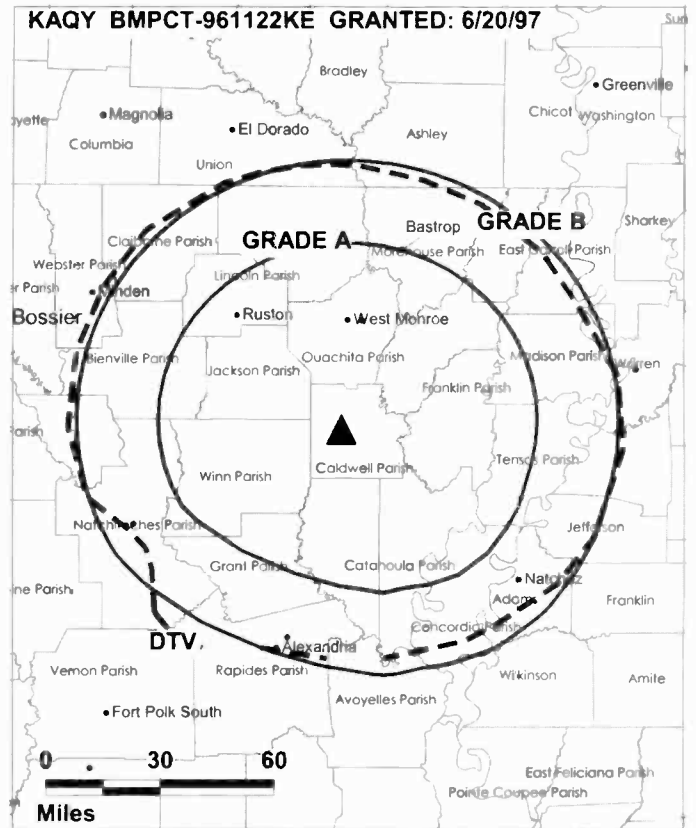 KAQY BMPCT-961122KE GRANTED: 6/20/97
Bradley
Greenville
Magnolia
Chicot
Washington
Columbia
El Dorado
Ashley
Union
Bastrop
GRADE B
Sharkey
Claiborne Parish
GRADE A
Morehouse Parish
East Carroll Parish
Webster Parish
Lincoln Parish
Minden
Bossier
Ruston
West Monroe
Bienville Parish
Ouachita Parish
Madison Parish
Warren
Jackson Parish
Franklin Parish
Winn Parish
Caldwell Parish
Tensas Parish
Natchitoches Parish
Jefferson
Grant Parish
Catahoula Parish
Natchez
Adams
Franklin
Concordia Parish
DTV
Alexandria
Vernon Parish
Rapides Parish
Wilkinson
Amite
Avoyelles Parish
Fort Polk South
0 30 60
Miles
East Feliciana Parish
Pointe Coupee Parish